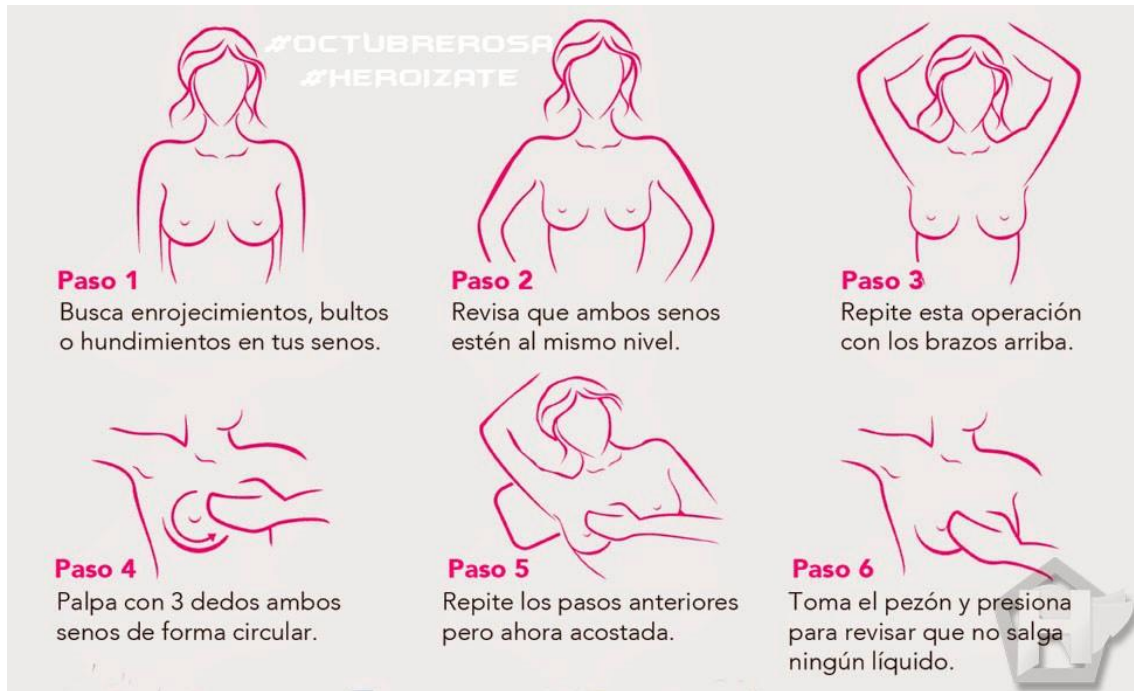 #OCTUBREROSA
#HEROIZATE
Paso 1
Busca enrojecimientos, bultos
o hundimientos en tus senos.
Paso 2
Revisa que ambos senos
estén al mismo nivel.
Paso 3
Repite esta operación
con los brazos arriba.
Paso 4
Palpa con 3 dedos ambos
senos de forma circular.
Paso 5
Repite los pasos anteriores
pero ahora acostada.
Paso 6
Toma el pezón y presiona
para revisar que no salga
ningún líquido.